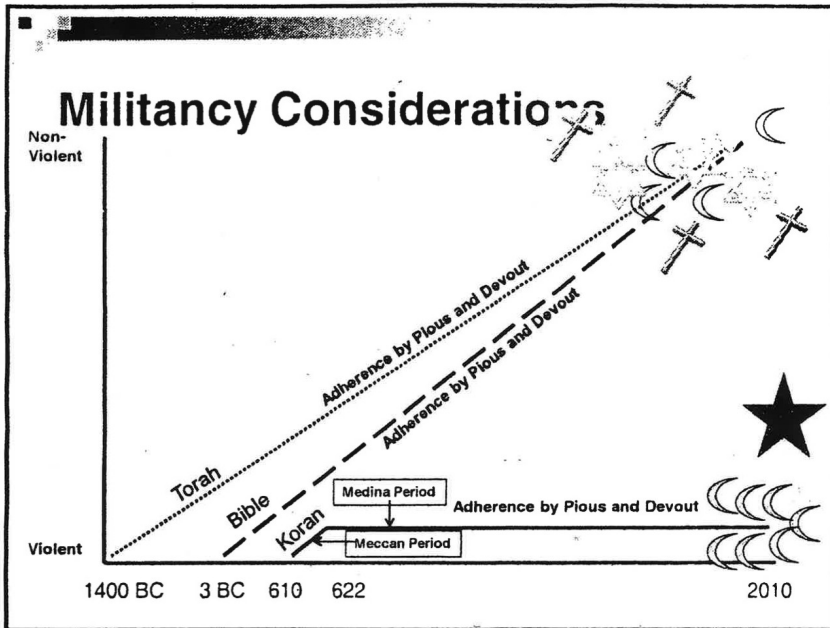 Militancy Considerations
Non-
Violent
Adherence by Pious and Devout
Adherence by Pious and Devout
Torah
Bible
Koran
Medina Period
Adherence by Pious and Devout
Meccan Period
Violent
1400 BC 3 BC 610 622 2010